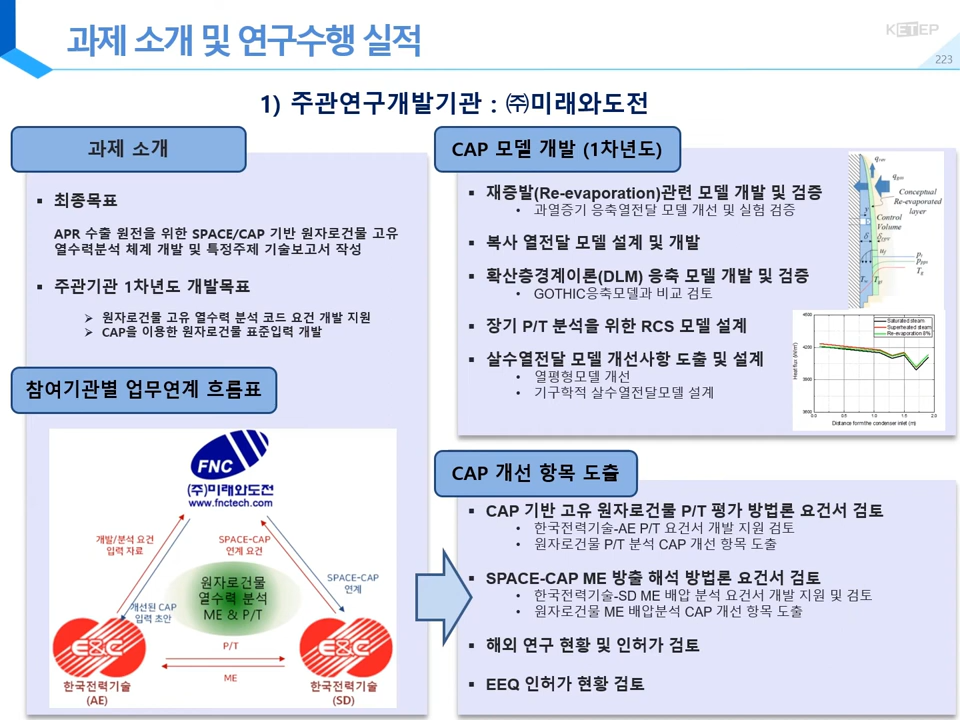 과제 소개 및 연구수행 실적
KETEP
223
1) 주관연구개발기관 : ㈜미래와도전
과제 소개
▪ 최종목표
APR 수출 원전을 위한 SPACE/CAP 기반 원자로건물 고유
열수력분석 체계 개발 및 특정주제 기술보고서 작성
▪ 주관기관 1차년도 개발목표
➢ 원자로건물 고유 열수력 분석 코드 요건 개발 지원
➢ CAP을 이용한 원자로건물 표준입력 개발
참여기관별 업무연계 흐름표
FNC
(주)미래와도전
www.fnctech.com
개발/분석 요건
입력 자료
SPACE-CAP
연계 요건
원자로건물
열수력 분석
ME & P/T
SPACE-CAP
연계
개선된 CAP
입력 초안
P/T
ME
E&C
한국전력기술
(AE)
E&C
한국전력기술
(SD)
CAP 모델 개발 (1차년도)
▪ 재증발(Re-evaporation)관련 모델 개발 및 검증
• 과열증기 응축열전달 모델 개선 및 실험 검증
▪ 복사 열전달 모델 설계 및 개발
▪ 확산층경계이론(DLM) 응축 모델 개발 및 검증
• GOTHIC응축모델과 비교 검토
▪ 장기 P/T 분석을 위한 RCS 모델 설계
▪ 살수열전달 모델 개선사항 도출 및 설계
• 열평형모델 개선
• 기구학적 살수열전달모델 설계
Conceptual
Re-evaporated
layer
Control
Volume
Saturated steam
Superheated steam
Re-evaporation 8%
Heat flux (W/m²)
4500
4200
3900
3600
0.0 0.5 1.0 1.5 2.0
Distance form the condenser inlet (m)
CAP 개선 항목 도출
▪ CAP 기반 고유 원자로건물 P/T 평가 방법론 요건서 검토
• 한국전력기술-AE P/T 요건서 개발 지원 검토
• 원자로건물 P/T 분석 CAP 개선 항목 도출
▪ SPACE-CAP ME 방출 해석 방법론 요건서 검토
• 한국전력기술-SD ME 배압 분석 요건서 개발 지원 및 검토
• 원자로건물 ME 배압분석 CAP 개선 항목 도출
▪ 해외 연구 현황 및 인허가 검토
▪ EEQ 인허가 현황 검토